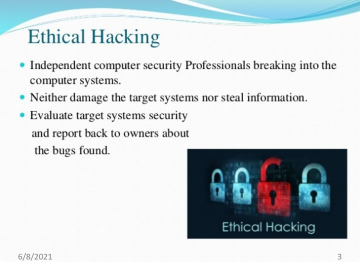 Ethical Hacking
Independent computer security Professionals breaking into the
computer systems.
Neither damage the target systems nor steal information.
Evaluate target systems security
and report back to owners about
the bugs found.
Ethical Hacking
6/8/2021
3